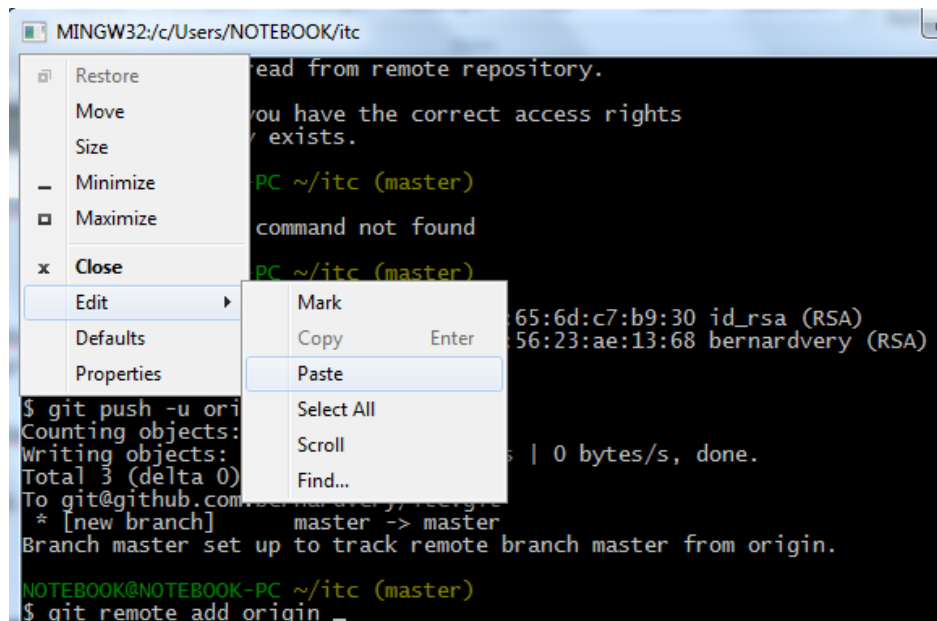 MINGW32:/c/Users/NOTEBOOK/itc
Restore
Move
Size
Minimize
Maximize
Close
Edit
Defaults
Properties
Mark
Copy Enter
Paste
Select All
Scroll
Find...
ead from remote repository.
you have the correct access rights
exists.
-PC ~/itc (master)
command not found
-PC ~/itc (master)
:65:6d:c7:b9:30 id_rsa (RSA)
:56:23:ae:13:68 bernardvery (RSA)
$ git push -u ori
Counting objects:
Writing objects: | 0 bytes/s, done.
Total 3 (delta 0)
To git@github.com
* [new branch] master -> master
Branch master set up to track remote branch master from origin.
NOTEBOOK@NOTEBOOK-PC ~/itc (master)
$ git remote add origin _